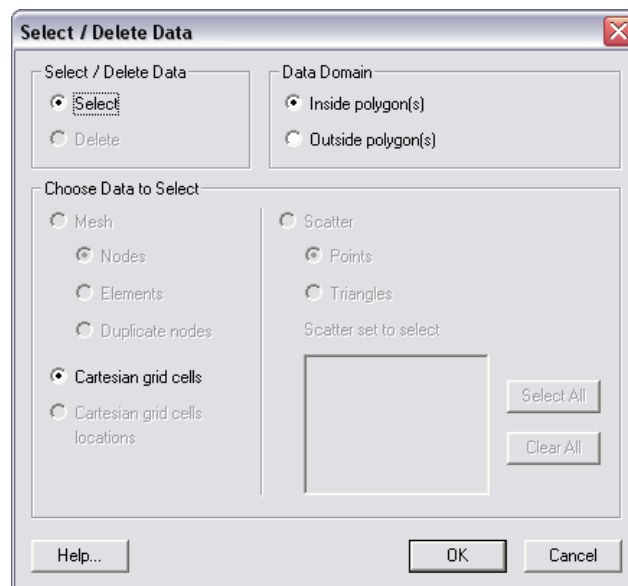 Select / Delete Data
Select / Delete Data
Select
Delete
Data Domain
Inside polygon(s)
Outside polygon(s)
Choose Data to Select
Mesh
Nodes
Elements
Duplicate nodes
Cartesian grid cells
Cartesian grid cells
locations
Scatter
Points
Triangles
Scatter set to select
Select All
Clear All
Help...
OK
Cancel